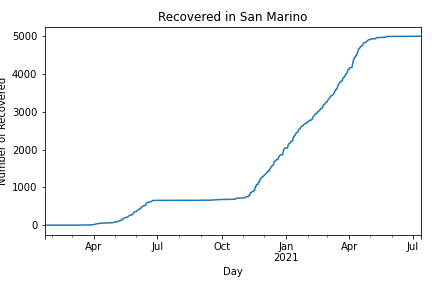 Recovered in San Marino
Number of Recovered
5000
4000
3000
2000
1000
0
Apr Jul Oct Jan Apr Jul
2021
Day